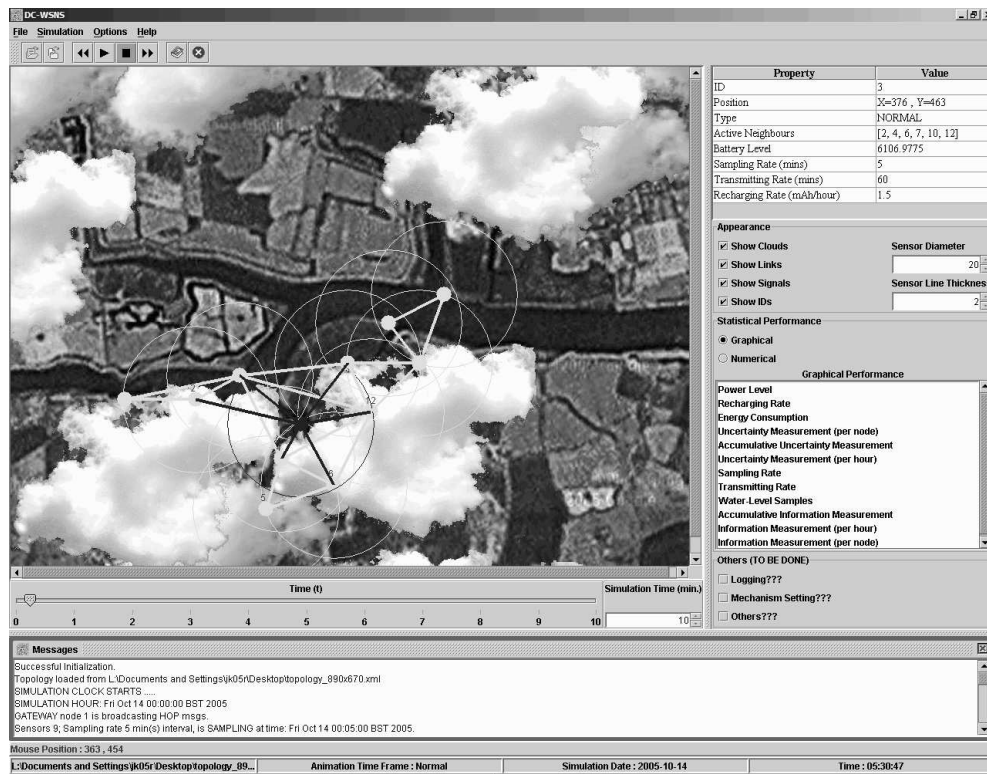 DC-WSNS
File Simulation Options Help
Property Value
ID 3
Position X=376 , Y=463
Type NORMAL
Active Neighbours [2, 4, 6, 7, 10, 12]
Battery Level 6106.9775
Sampling Rate (mins) 5
Transmitting Rate (mins) 60
Recharging Rate (mAh/hour) 1.5
12
6
5
Appearance
Show Clouds Sensor Diameter
Show Links 20
Show Signals Sensor Line Thickness
Show IDs 2
Statistical Performance
Graphical
Numerical
Graphical Performance
Power Level
Recharging Rate
Energy Consumption
Uncertainty Measurement (per node)
Accumulative Uncertainty Measurement
Uncertainty Measurement (per hour)
Sampling Rate
Transmitting Rate
Water-Level Samples
Accumulative Information Measurement
Information Measurement (per hour)
Information Measurement (per node)
Others (TO BE DONE)
Logging???
Mechanism Setting???
Others???
Time (t) Simulation Time (min.)
0 1 2 3 4 5 6 7 8 9 10 10
Messages
Successful Initialization.
Topology loaded from L:\Documents and Settings\jk05r\Desktop\topology_890x670.xml
SIMULATION CLOCK STARTS .....
SIMULATION HOUR: Fri Oct 14 00:00:00 BST 2005
GATEWAY node 1 is broadcasting HOP msgs.
Sensors 9; Sampling rate 5 min(s) interval, is SAMPLING at time: Fri Oct 14 00:05:00 BST 2005.
Mouse Position : 363 , 454
L:\Documents and Settings\jk05r\Desktop\topology_89... Animation Time Frame : Normal Simulation Date : 2005-10-14 Time : 05:30:47